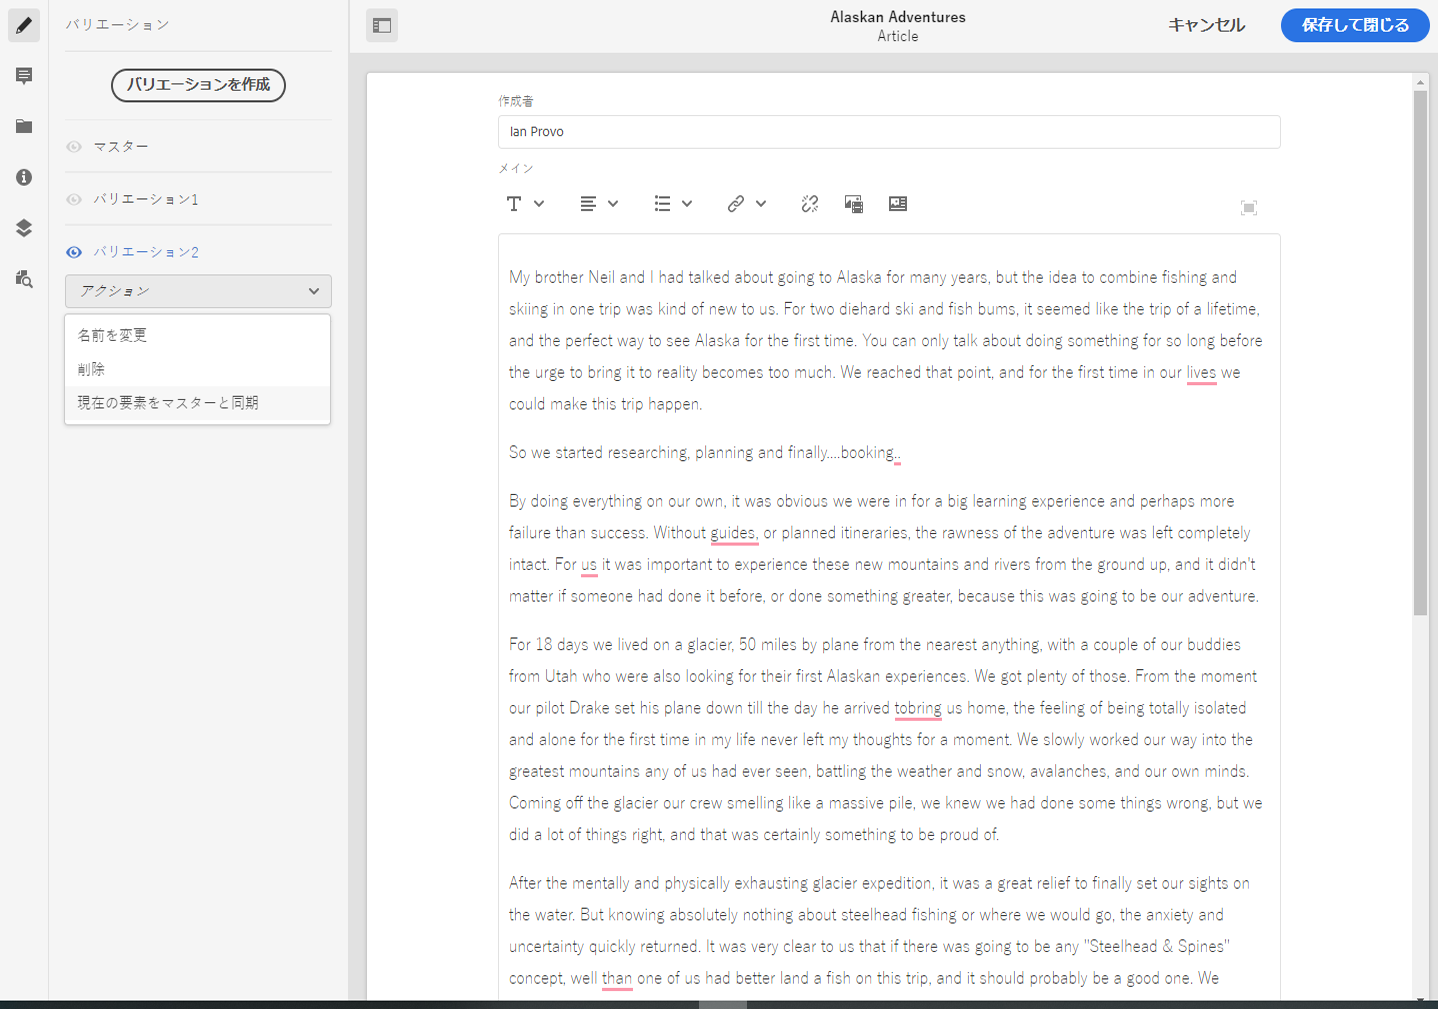 バリエーション
バリエーションを作成
マスター
バリエーション1
バリエーション2
アクション
名前を変更
削除
現在の要素をマスターと同期
Alaskan Adventures
Article
キャンセル
保存して閉じる
作成者
Ian Provo
メイン
My brother Neil and I had talked about going to Alaska for many years, but the idea to combine fishing and
skiing in one trip was kind of new to us. For two diehard ski and fish bums, it seemed like the trip of a lifetime,
and the perfect way to see Alaska for the first time. You can only talk about doing something for so long before
the urge to bring it to reality becomes too much. We reached that point, and for the first time in our lives we
could make this trip happen.
So we started researching, planning and finally....booking..
By doing everything on our own, it was obvious we were in for a big learning experience and perhaps more
failure than success. Without guides, or planned itineraries, the rawness of the adventure was left completely
intact. For us it was important to experience these new mountains and rivers from the ground up, and it didn't
matter if someone had done it before, or done something greater, because this was going to be our adventure.
For 18 days we lived on a glacier, 50 miles by plane from the nearest anything, with a couple of our buddies
from Utah who were also looking for their first Alaskan experiences. We got plenty of those. From the moment
our pilot Drake set his plane down till the day he arrived tobring us home, the feeling of being totally isolated
and alone for the first time in my life never left my thoughts for a moment. We slowly worked our way into the
greatest mountains any of us had ever seen, battling the weather and snow, avalanches, and our own minds.
Coming off the glacier our crew smelling like a massive pile, we knew we had done some things wrong, but we
did a lot of things right, and that was certainly something to be proud of.
After the mentally and physically exhausting glacier expedition, it was a great relief to finally set our sights on
the water. But knowing absolutely nothing about steelhead fishing or where we would go, the anxiety and
uncertainty quickly returned. It was very clear to us that if there was going to be any "Steelhead & Spines"
concept, well than one of us had better land a fish on this trip, and it should probably be a good one. We